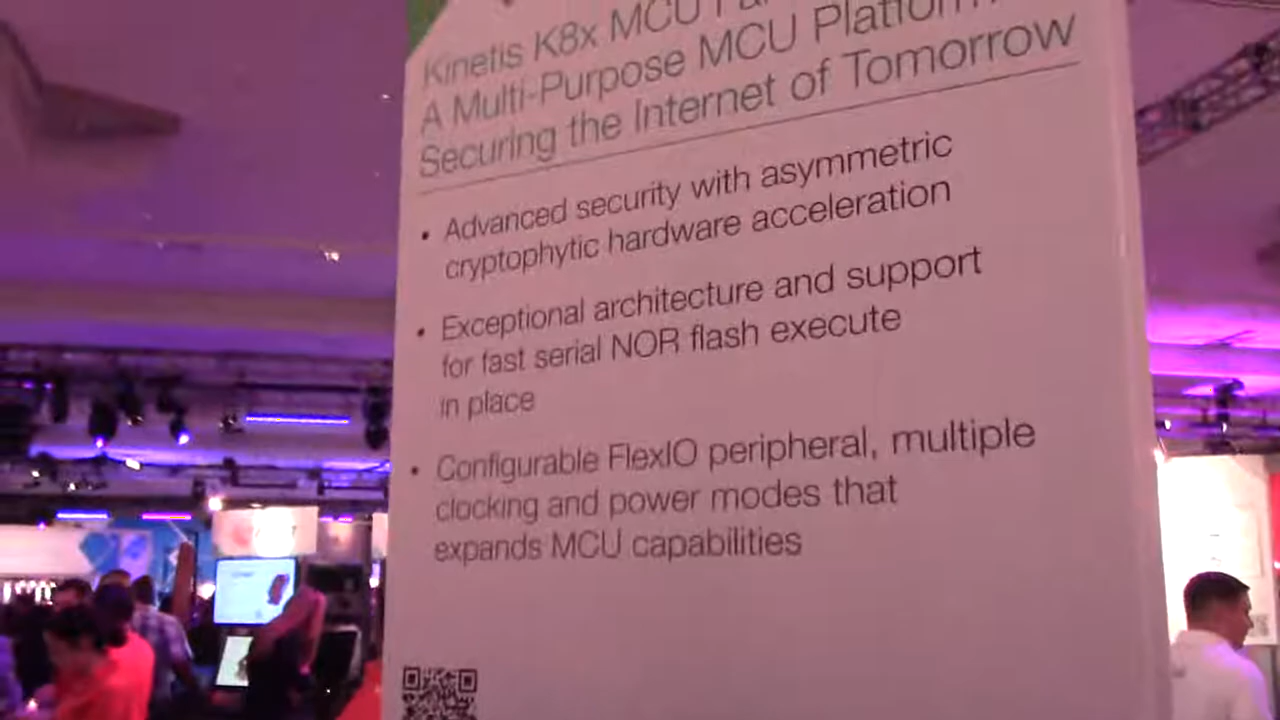 Kinetis K8x MCU
A Multi-Purpose MCU Platform
Securing the Internet of Tomorrow
• Advanced security with asymmetric
cryptophytic hardware acceleration
• Exceptional architecture and support
for fast serial NOR flash execute
in place
• Configurable FlexIO peripheral, multiple
clocking and power modes that
expands MCU capabilities